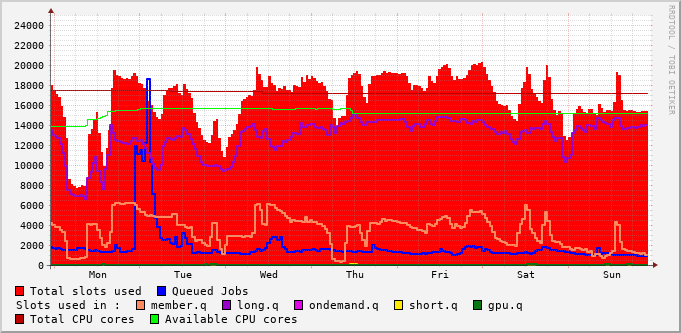 RRDTOOL / TOBI OETIKER
24000
22000
20000
18000
16000
14000
12000
10000
8000
6000
4000
2000
0
Mon Tue Wed Thu Fri Sat Sun
Total slots used Queued Jobs
Slots used in : member.q long.q ondemand.q short.q gpu.q
Total CPU cores Available CPU cores